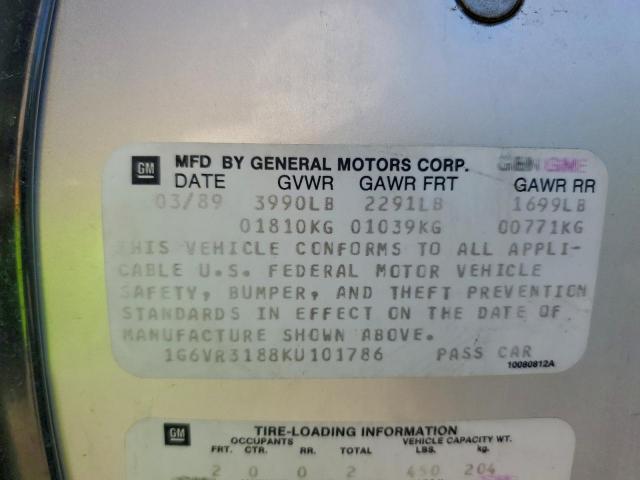 GM MFD BY GENERAL MOTORS CORP. GEN GME
DATE GVWR GAWR FRT GAWR RR
03/89 3990LB 2291LB 1699LB
01810KG 01039KG 00771KG
THIS VEHICLE CONFORMS TO ALL APPLI-
CABLE U.S. FEDERAL MOTOR VEHICLE
SAFETY, BUMPER, AND THEFT PREVENTION
STANDARDS IN EFFECT ON THE DATE OF
MANUFACTURE SHOWN ABOVE.
1G6VR3188KU101786 PASS CAR
10080812A
GM TIRE-LOADING INFORMATION
OCCUPANTS VEHICLE CAPACITY WT.
FRT. CTR. RR. TOTAL LBS. kg.
2 0 0 2 450 204